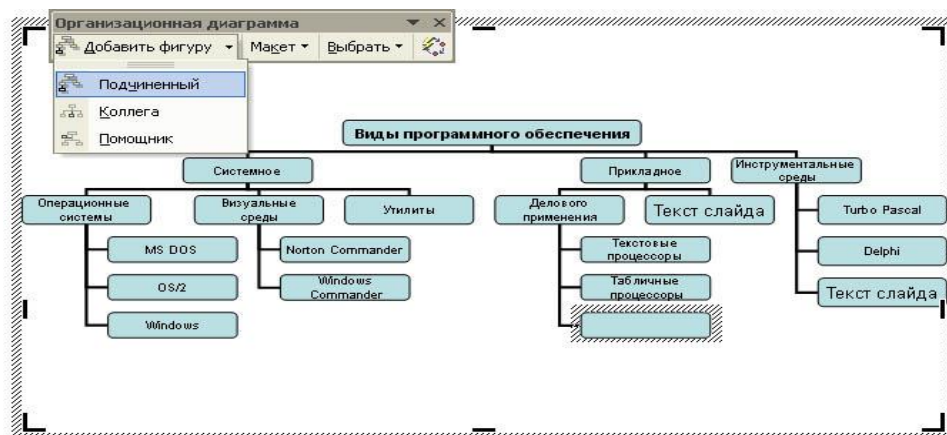 Организационная диаграмма
Добавить фигуру
Макет
Выбрать
Подчиненный
Коллега
Помощник
Виды программного обеспечения
Системное
Прикладное
Инструментальные
среды
Операционные
системы
Визуальные
среды
Утилиты
Делового
применения
Текст слайда
Turbo Pascal
MS DOS
Norton Commander
Текстовые
процессоры
Delphi
OS/2
Windows
Commander
Табличные
процессоры
Текст слайда
Windows